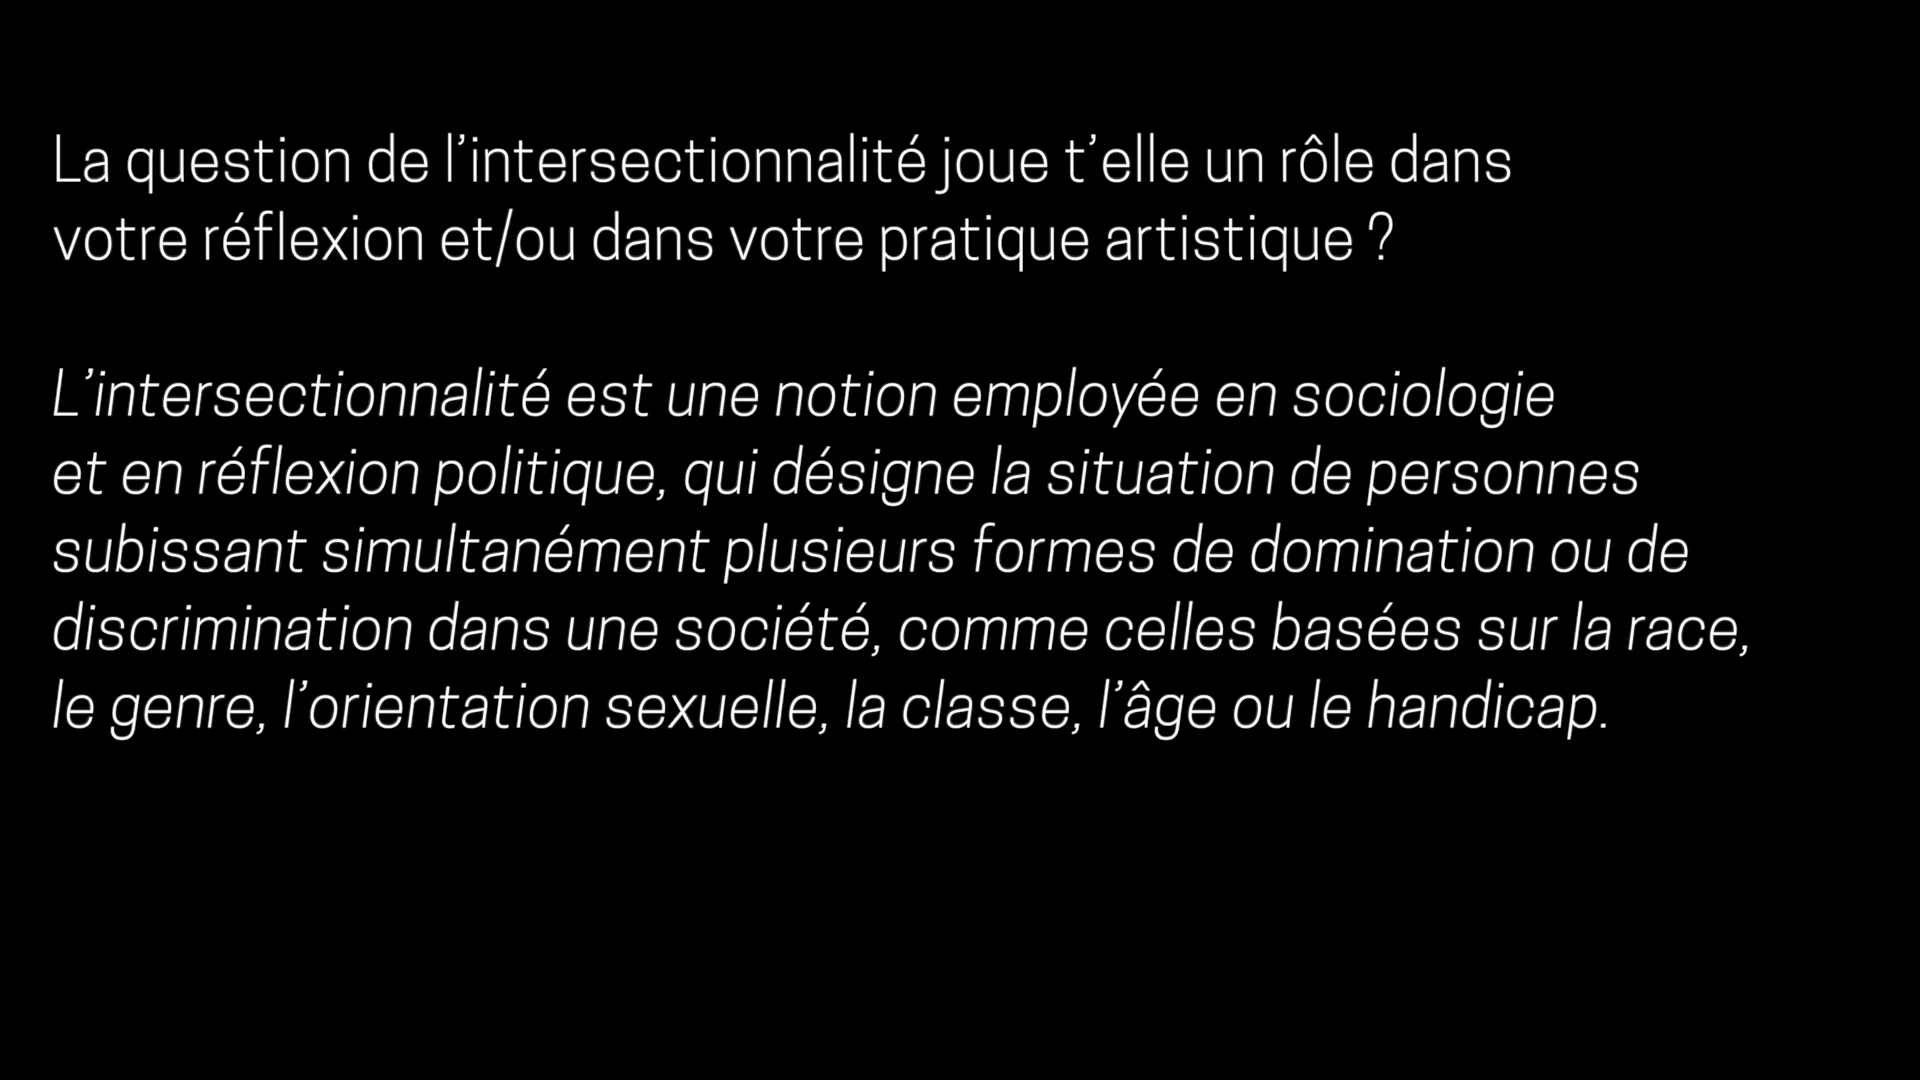 La question de l’intersectionnalité joue t’elle un rôle dans
votre réflexion et/ou dans votre pratique artistique ?
L’intersectionnalité est une notion employée en sociologie
et en réflexion politique, qui désigne la situation de personnes
subissant simultanément plusieurs formes de domination ou de
discrimination dans une société, comme celles basées sur la race,
le genre, l’orientation sexuelle, la classe, l’âge ou le handicap.